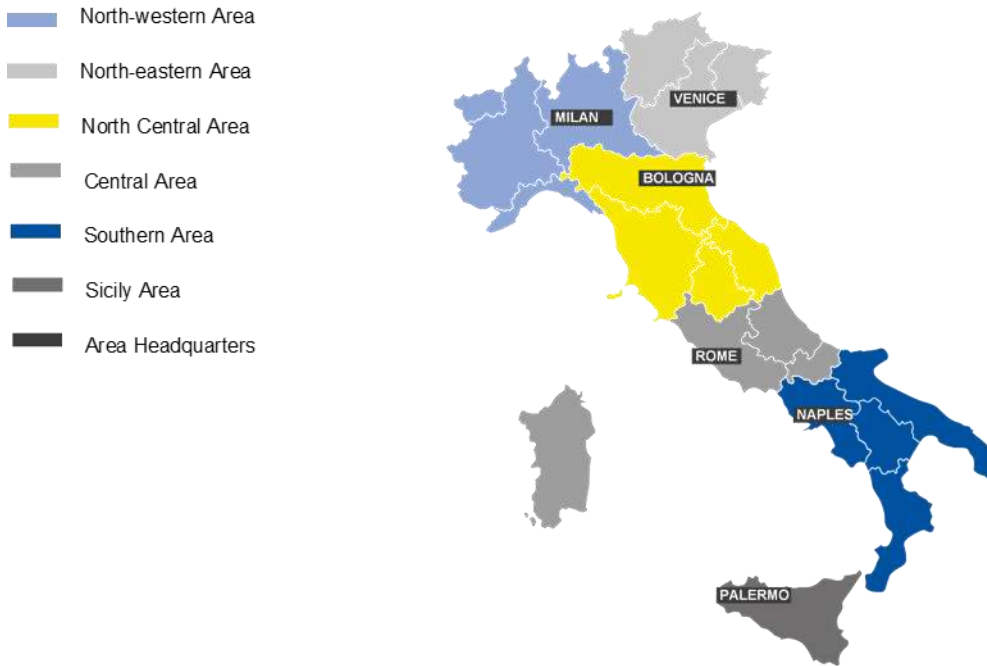 North-western Area
North-eastern Area
North Central Area
Central Area
Southern Area
Sicily Area
Area Headquarters
VENICE
MILAN
BOLOGNA
ROME
NAPLES
PALERMO